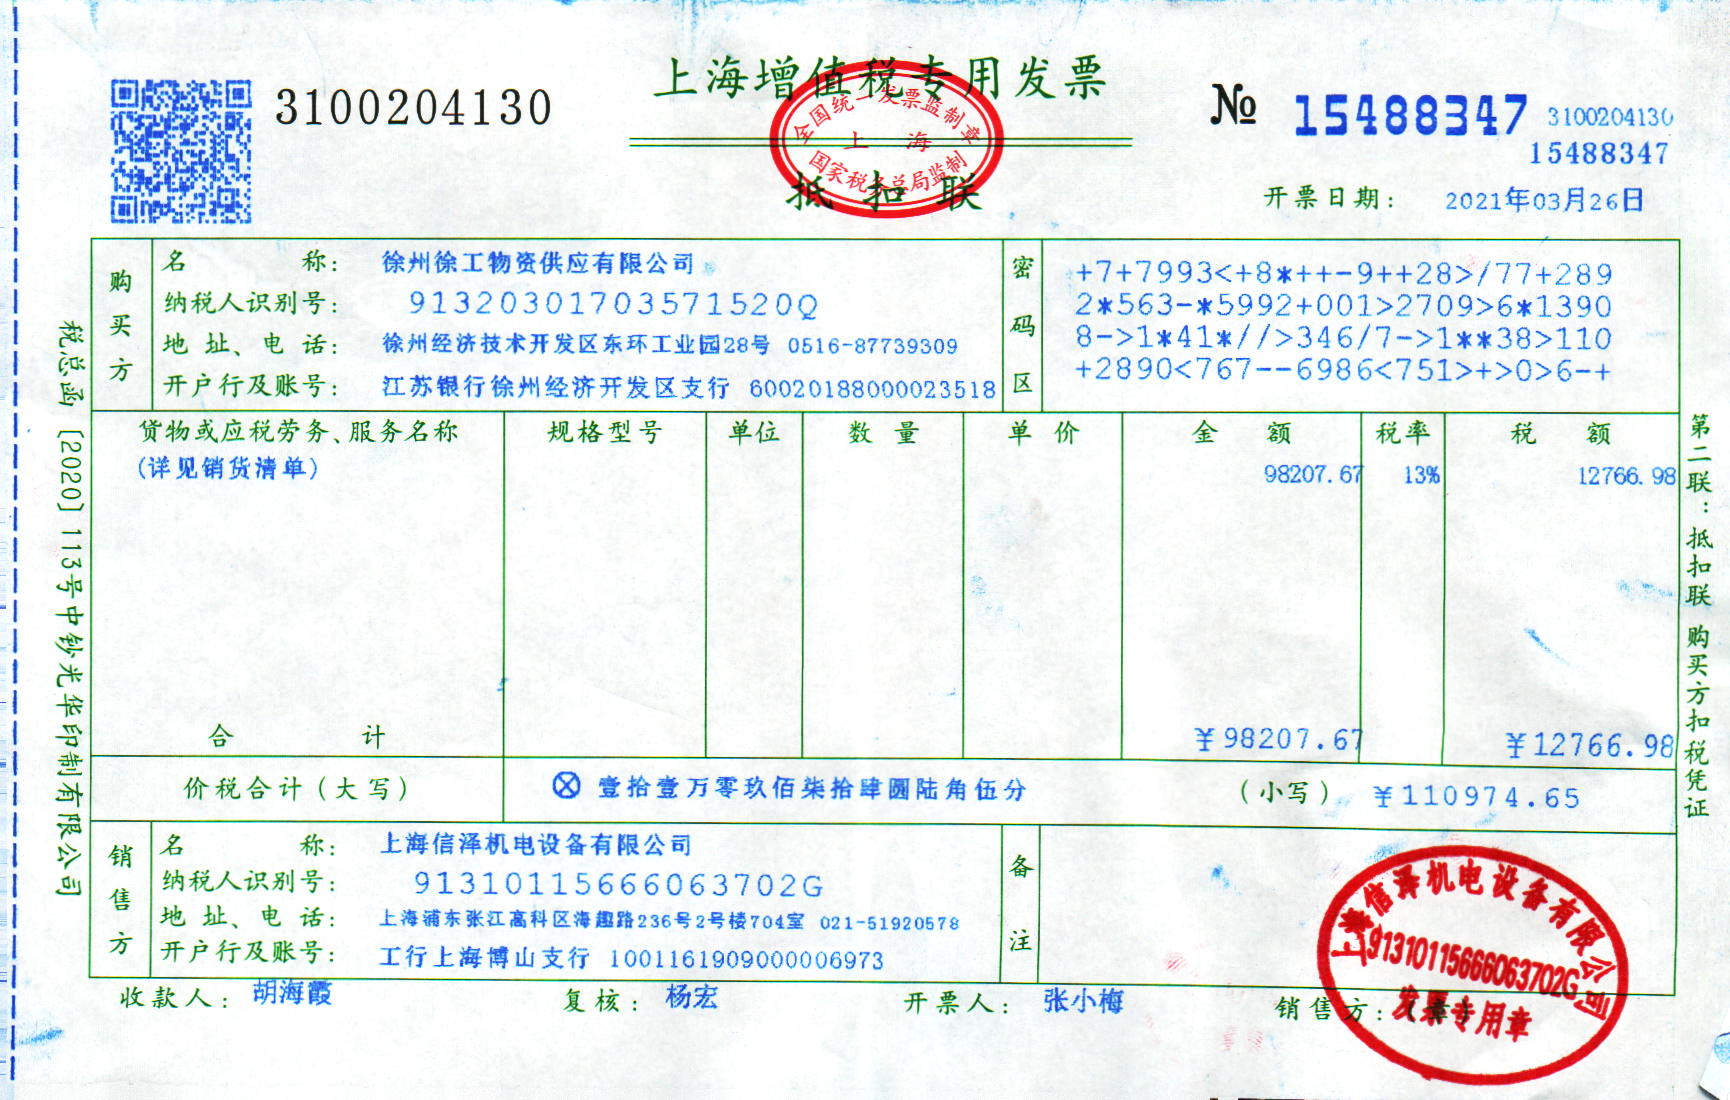 上海增值税专用发票
3100204130
№ 15488347
3100204130
15488347
全国统一发票监制章
上海
国家税务总局监制
抵扣联
开票日期: 2021年03月26日
购买方
名称: 徐州徐工物资供应有限公司
纳税人识别号: 91320301703571520Q
地址、电话: 徐州经济技术开发区东环工业园28号 0516-87739309
开户行及账号: 江苏银行徐州经济开发区支行 60020188000023518
密码区
+7+7993<+8*++-9++28>/77+289
2*563-*5992+001>2709>6*1390
8->1*41*//>346/7->1**38>110
+2890<767--6986<751>+>0>6-+
货物或应税劳务、服务名称 规格型号 单位 数量 单价 金额 税率 税额
(详见销货清单) 98207.67 13% 12766.98
合计 ¥98207.67 ¥12766.98
价税合计(大写) ⊗壹拾壹万零玖佰柒拾肆圆陆角伍分 (小写) ¥110974.65
销售方
名称: 上海信泽机电设备有限公司
纳税人识别号: 91310115666063702G
地址、电话: 上海浦东张江高科区海趣路236号2号楼704室 021-51920578
开户行及账号: 工行上海博山支行 1001161909000006973
备注
收款人: 胡海霞 复核: 杨宏 开票人: 张小梅 销售方:(章)
上海信泽机电设备有限公司
91310115666063702G
发票专用章
税总函[2020]113号中钞光华印制有限公司
第二联:抵扣联 购买方扣税凭证